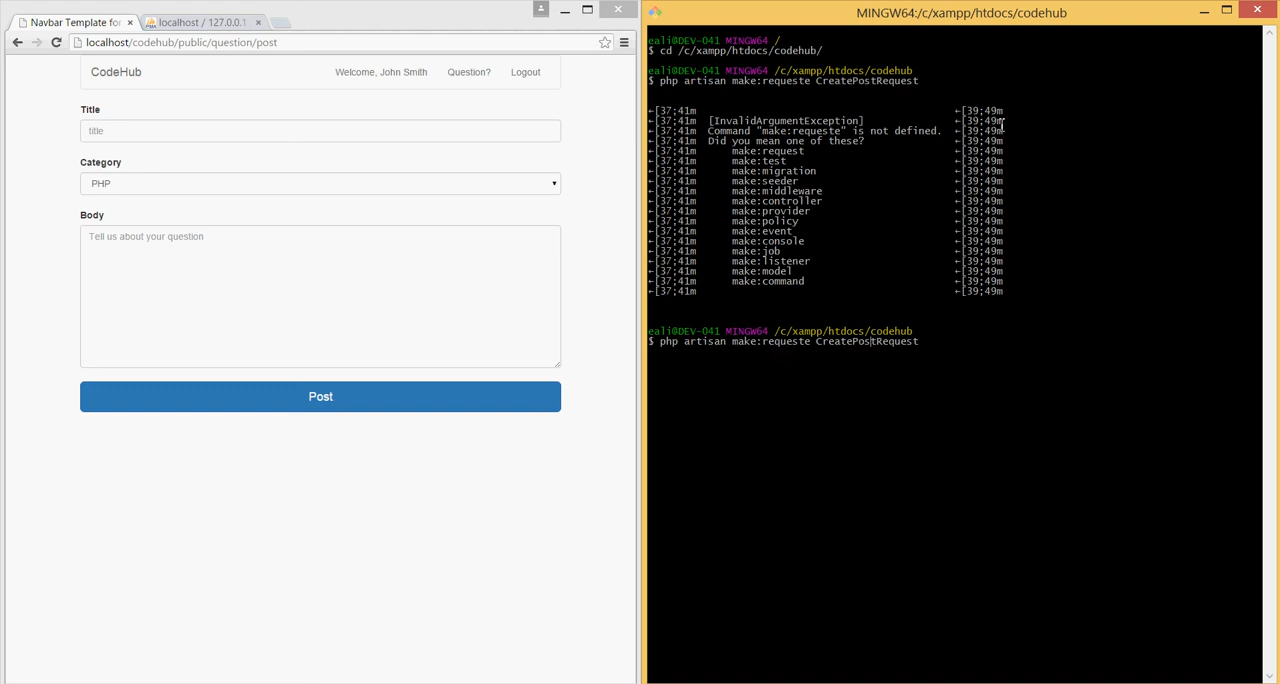 Navbar Template for
localhost / 127.0.0.1
localhost/codehub/public/question/post
CodeHub
Welcome, John Smith
Question?
Logout
Title
title
Category
PHP
Body
Tell us about your question
Post
MINGW64:/c/xampp/htdocs/codehub
eali@DEV-041 MINGW64 /
$ cd /c/xampp/htdocs/codehub/
eali@DEV-041 MINGW64 /c/xampp/htdocs/codehub
$ php artisan make:requeste CreatePostRequest
←[37;41m ←[39;49m
←[37;41m [InvalidArgumentException] ←[39;49m
←[37;41m Command "make:requeste" is not defined. ←[39;49m
←[37;41m Did you mean one of these? ←[39;49m
←[37;41m make:request ←[39;49m
←[37;41m make:test ←[39;49m
←[37;41m make:migration ←[39;49m
←[37;41m make:seeder ←[39;49m
←[37;41m make:middleware ←[39;49m
←[37;41m make:controller ←[39;49m
←[37;41m make:provider ←[39;49m
←[37;41m make:policy ←[39;49m
←[37;41m make:event ←[39;49m
←[37;41m make:console ←[39;49m
←[37;41m make:job ←[39;49m
←[37;41m make:listener ←[39;49m
←[37;41m make:model ←[39;49m
←[37;41m make:command ←[39;49m
←[37;41m ←[39;49m
eali@DEV-041 MINGW64 /c/xampp/htdocs/codehub
$ php artisan make:requeste CreatePostRequest